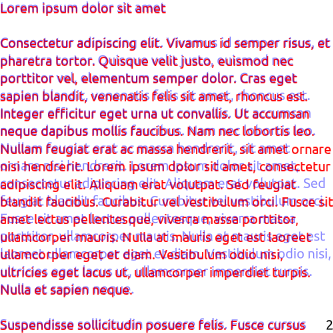 Lorem ipsum dolor sit amet
Consectetur adipiscing elit. Vivamus id semper risus, et
pharetra tortor. Quisque velit justo, euismod nec
porttitor vel, elementum semper dolor. Cras eget
sapien blandit, venenatis felis sit amet, rhoncus est.
Integer efficitur eget urna ut convallis. Ut accumsan
neque dapibus mollis faucibus. Nam nec lobortis leo.
Nullam feugiat erat ac massa hendrerit, sit amet ornare
nisi hendrerit. Lorem ipsum dolor sit amet, consectetur
adipiscing elit. Aliquam erat volutpat. Sed feugiat
blandit faucibus. Curabitur vel vestibulum orci. Fusce sit
amet lectus pellentesque, viverra massa porttitor,
ullamcorper mauris. Nulla at mauris eget est laoreet
ullamcorper eget et diam. Vestibulum odio nisi,
ultricies eget lacus ut, ullamcorper imperdiet turpis.
Nulla et sapien neque.
Suspendisse sollicitudin posuere felis. Fusce cursus 2